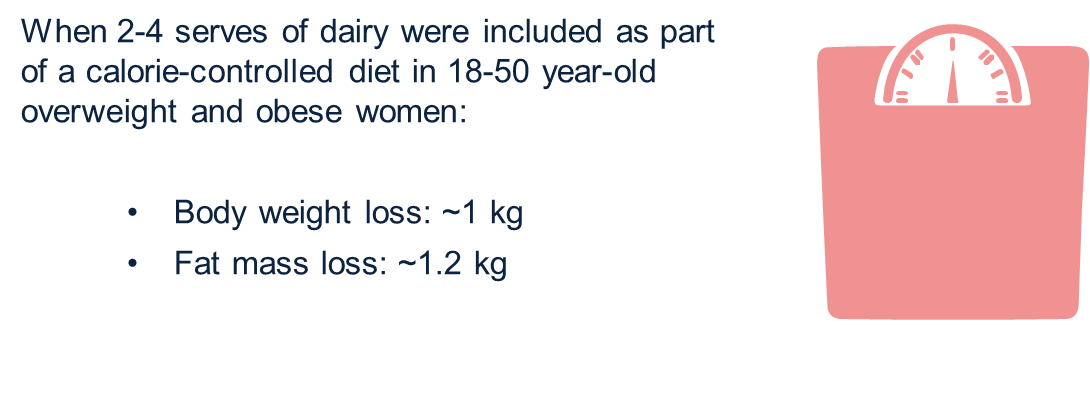 When 2-4 serves of dairy were included as part
of a calorie-controlled diet in 18-50 year-old
overweight and obese women:
• Body weight loss: ~1 kg
• Fat mass loss: ~1.2 kg